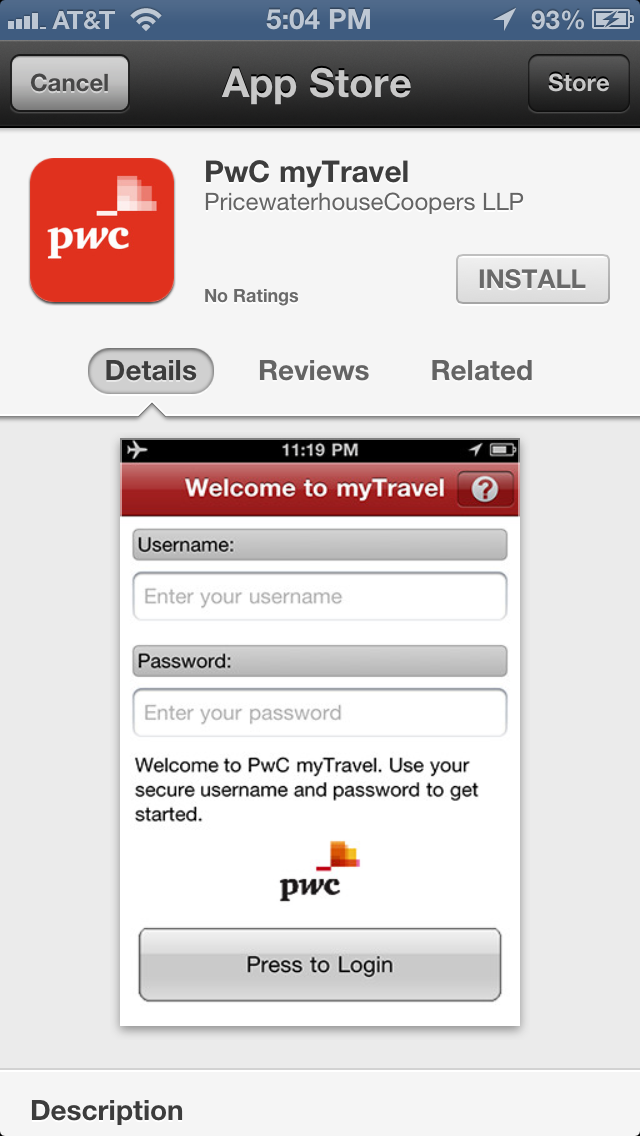 AT&T 5:04 PM 93%
Cancel App Store Store
PwC myTravel
PricewaterhouseCoopers LLP
pwc
No Ratings INSTALL
Details Reviews Related
11:19 PM
Welcome to myTravel ?
Username:
Enter your username
Password:
Enter your password
Welcome to PwC myTravel. Use your
secure username and password to get
started.
pwc
Press to Login
Description